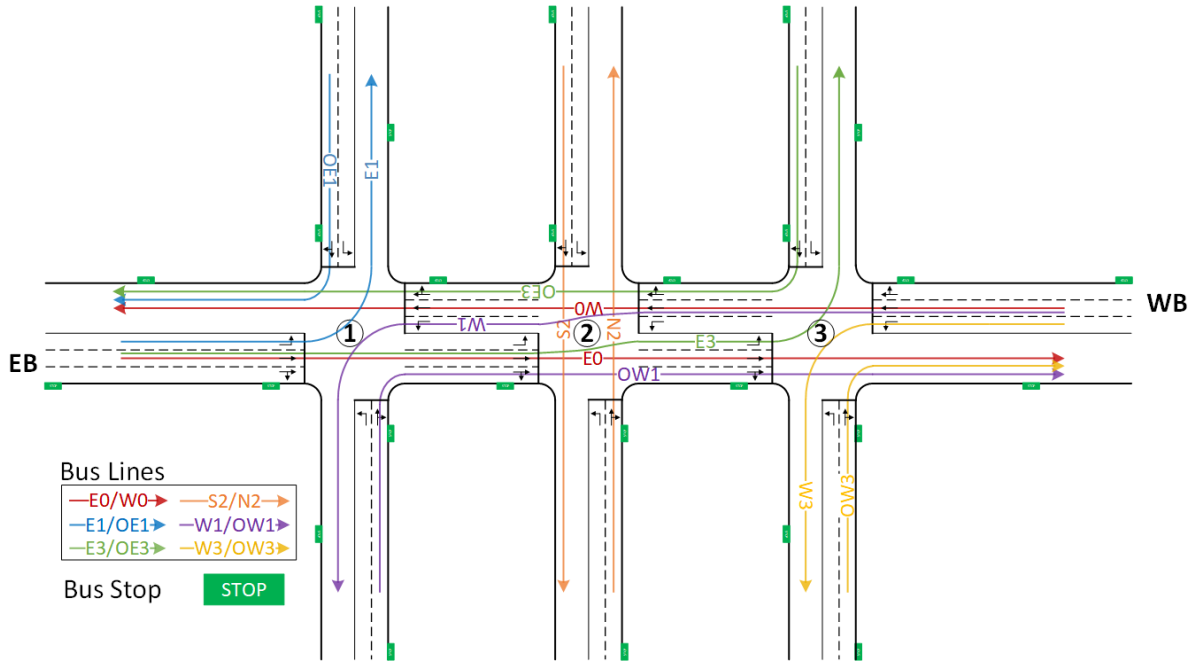 OE1
E1
S2
N2
OE3
W0
WB
W1
1
2
3
E3
EB
E0
OW1
W3
OW3
Bus Lines
E0/W0
S2/N2
E1/OE1
W1/OW1
E3/OE3
W3/OW3
Bus Stop
STOP